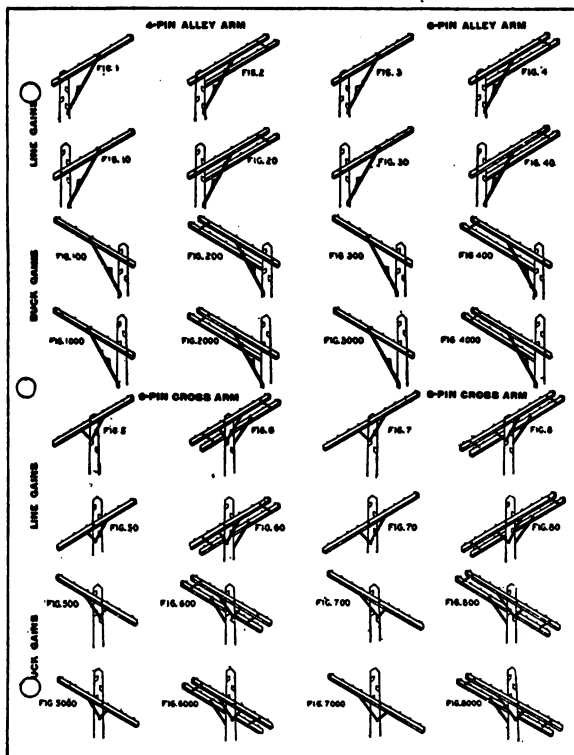 4-PIN ALLEY ARM
6-PIN ALLEY ARM
LINE GAINS
FIG. 1
FIG. 2
FIG. 3
FIG. 4
FIG. 10
FIG. 20
FIG. 30
FIG. 40
BUCK GAINS
FIG. 100
FIG. 200
FIG. 300
FIG. 400
FIG. 1000
FIG. 2000
FIG. 3000
FIG. 4000
6-PIN CROSS ARM
8-PIN CROSS ARM
LINE GAINS
FIG. 5
FIG. 6
FIG. 7
FIG. 8
FIG. 50
FIG. 60
FIG. 70
FIG. 80
UCK GAINS
FIG. 500
FIG. 600
FIG. 700
FIG. 800
FIG 5000
FIG. 6000
FIG. 7000
FIG. 8000